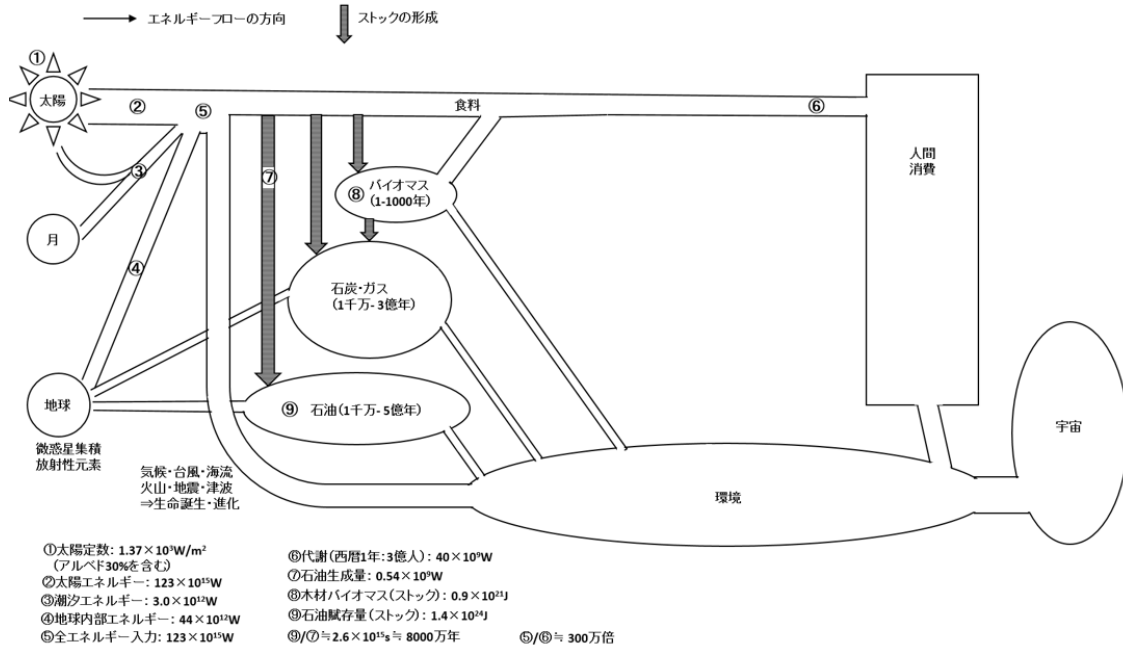 エネルギーフローの方向
ストックの形成
①
太陽
②
⑤
食料
⑥
③
⑦
⑧ バイオマス
(1-1000年)
人間
消費
月
④
石炭・ガス
(1千万-3億年)
地球
⑨ 石油(1千万-5億年)
宇宙
微惑星集積
放射性元素
気候・台風・海流
火山・地震・津波
⇒生命誕生・進化
環境
①太陽定数: 1.37×10³W/m²
(アルベド30%を含む)
②太陽エネルギー: 123×10¹⁵W
③潮汐エネルギー: 3.0×10¹²W
④地球内部エネルギー: 44×10¹²W
⑤全エネルギー入力: 123×10¹⁵W
⑥代謝(西暦1年:3億人): 40×10⁹W
⑦石油生成量: 0.54×10⁹W
⑧木材バイオマス(ストック): 0.9×10²¹J
⑨石油賦存量(ストック): 1.4×10²⁴J
⑨/⑦≒2.6×10¹⁵s≒8000万年
⑤/⑥≒300万倍